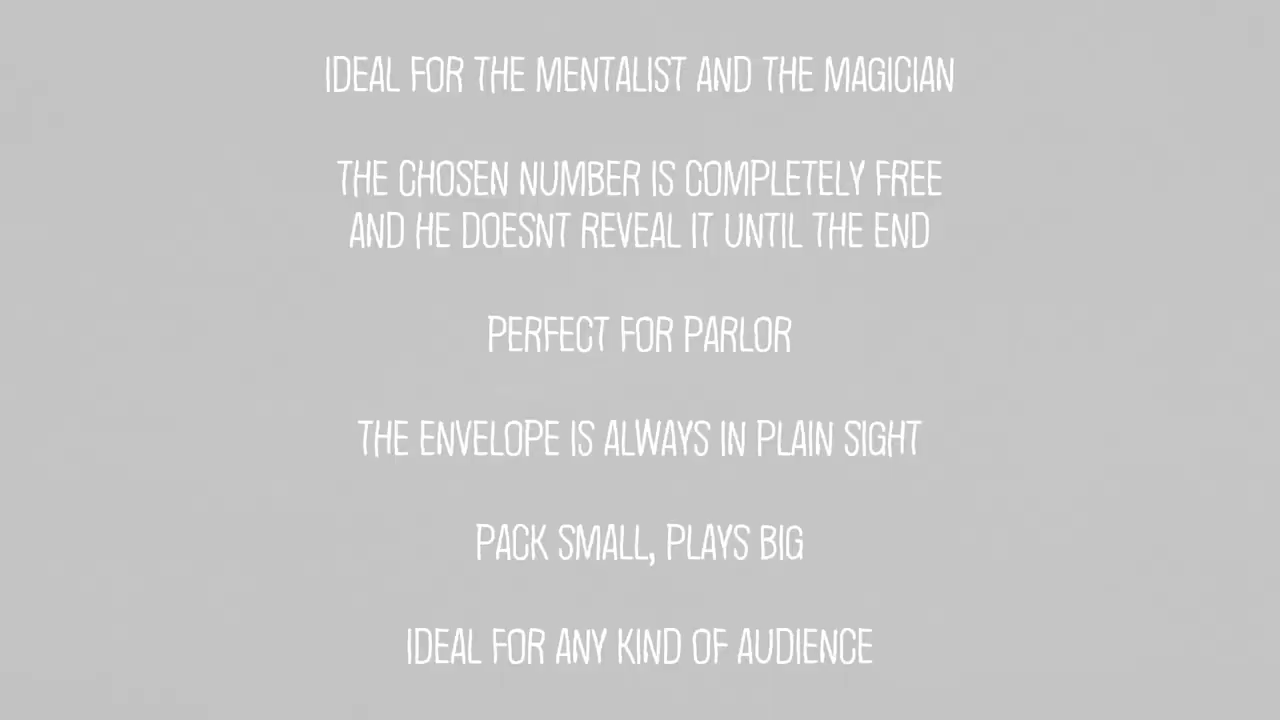 IDEAL FOR THE MENTALIST AND THE MAGICIAN
THE CHOSEN NUMBER IS COMPLETELY FREE
AND HE DOESNT REVEAL IT UNTIL THE END
PERFECT FOR PARLOR
THE ENVELOPE IS ALWAYS IN PLAIN SIGHT
PACK SMALL, PLAYS BIG
IDEAL FOR ANY KIND OF AUDIENCE